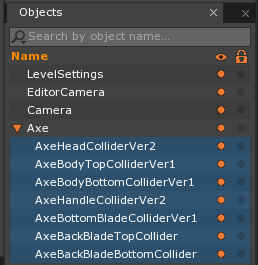 Objects
Search by object name...
Name
LevelSettings
EditorCamera
Camera
Axe
AxeHeadColliderVer2
AxeBodyTopColliderVer1
AxeBodyBottomColliderVer1
AxeHandleColliderVer2
AxeBottomBladeColliderVer1
AxeBackBladeTopCollider
AxeBackBladeBottomCollider